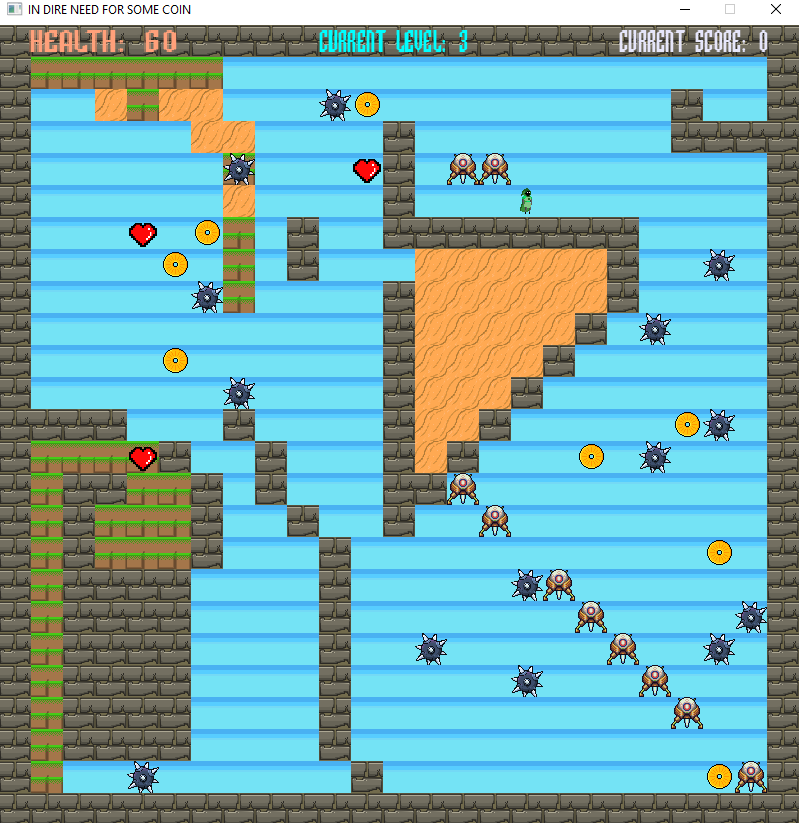 IN DIRE NEED FOR SOME COIN
HEALTH: 60 CURRENT LEVEL: 3 CURRENT SCORE: 0